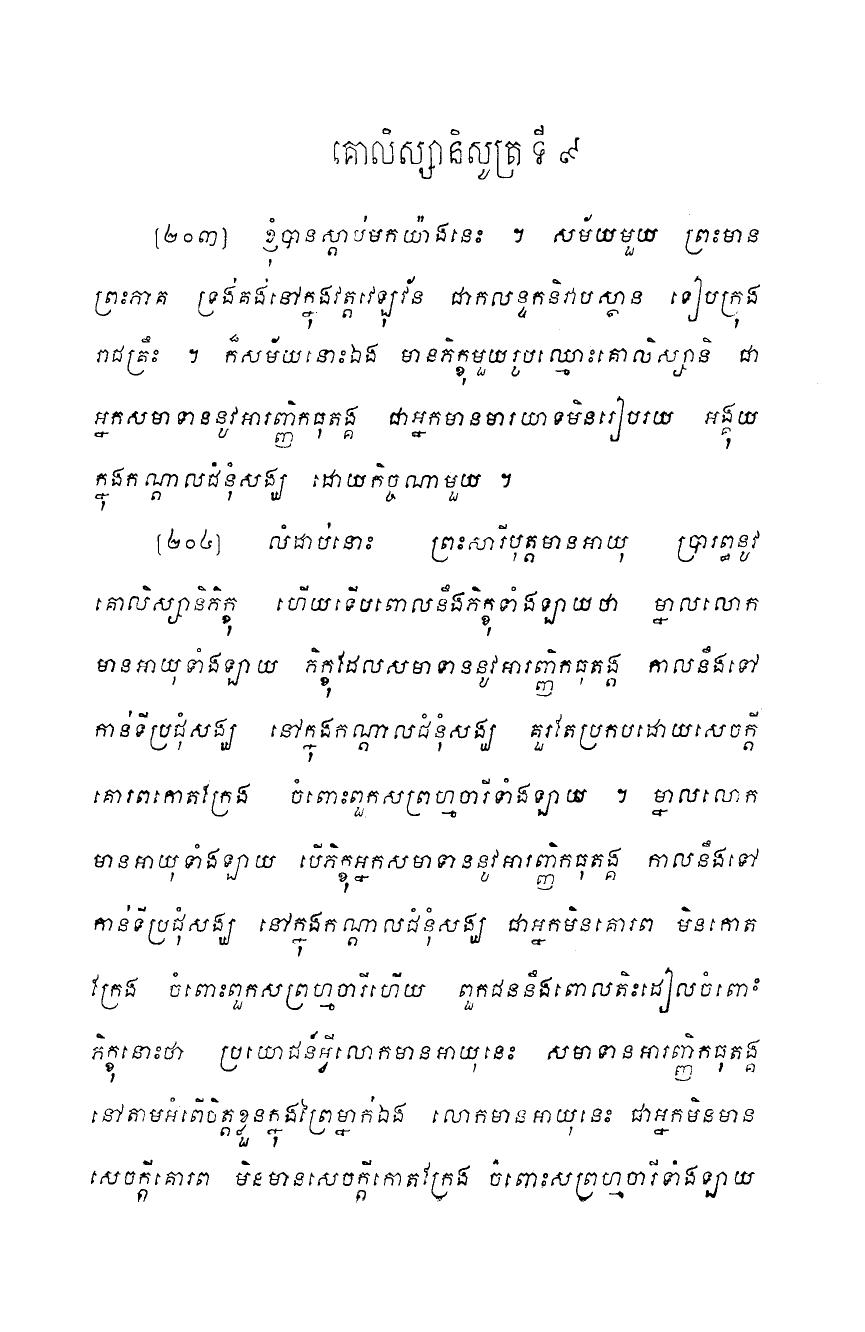 គោលិស្សានិសូត្រ ទី ៩
[២០៣] ខ្ញុំបានស្តាប់មកយ៉ាងនេះ ។ សម័យមួយ ព្រះមាន
ព្រះភាគ ទ្រង់គង់នៅក្នុងវត្តវេឡុវ័ន ជាកលន្ទកនិវាបស្ថាន ទៀបក្រុង
រាជគ្រឹះ ។ ក៏សម័យនោះឯង មានភិក្ខុមួយរូបឈ្មោះគោលិស្សានិ ជា
អ្នកសមាទាននូវអារញ្ញិកធុតង្គ ជាអ្នកមានមារយាទមិនរៀបរយ អង្គុយ
ក្នុងកណ្តាលជំនុំសង្ឃ ដោយកិច្ចណាមួយ ។
[២០៤] លំដាប់នោះ ព្រះសារីបុត្តមានអាយុ ប្រារព្ធនូវ
គោលិស្សានិភិក្ខុ ហើយទើបពោលនឹងភិក្ខុទាំងឡាយថា ម្នាលលោក
មានអាយុទាំងឡាយ ភិក្ខុដែលសមាទាននូវអារញ្ញិកធុតង្គ កាលនឹងទៅ
កាន់ទីប្រជុំសង្ឃ នៅក្នុងកណ្តាលជំនុំសង្ឃ គួរតែប្រកបដោយសេចក្តី
គោរពកោតក្រែង ចំពោះពួកសព្រហ្មចារីទាំងឡាយ ។ ម្នាលលោក
មានអាយុទាំងឡាយ បើភិក្ខុអ្នកសមាទាននូវអារញ្ញិកធុតង្គ កាលនឹងទៅ
កាន់ទីប្រជុំសង្ឃ នៅក្នុងកណ្តាលជំនុំសង្ឃ ជាអ្នកមិនគោរព មិនកោត
ក្រែង ចំពោះពួកសព្រហ្មចារីហើយ ពួកជននឹងពោលតិះដៀលចំពោះ
ភិក្ខុនោះថា ប្រយោជន៍អ្វីលោកមានអាយុនេះ សមាទានអារញ្ញិកធុតង្គ
នៅតាមអំពើចិត្តខ្លួនក្នុងព្រៃម្នាក់ឯង លោកមានអាយុនេះ ជាអ្នកមិនមាន
សេចក្តីគោរព មិនមានសេចក្តីកោតក្រែង ចំពោះសព្រហ្មចារីទាំងឡាយ